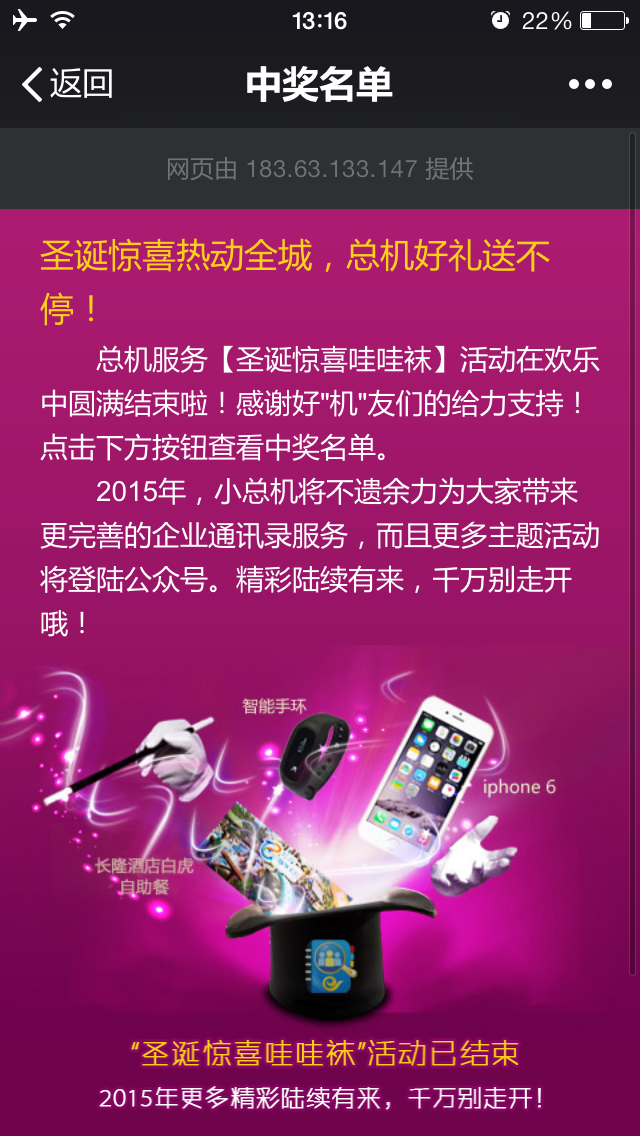 13:16
22%
返回
中奖名单
网页由 183.63.133.147 提供
圣诞惊喜热动全城，总机好礼送不
停！
总机服务【圣诞惊喜哇哇袜】活动在欢乐
中圆满结束啦！感谢好"机"友们的给力支持！
点击下方按钮查看中奖名单。
2015年，小总机将不遗余力为大家带来
更完善的企业通讯录服务，而且更多主题活动
将登陆公众号。精彩陆续有来，千万别走开
哦！
智能手环
iphone 6
长隆酒店白虎
自助餐
“圣诞惊喜哇哇袜”活动已结束
2015年更多精彩陆续有来，千万别走开！